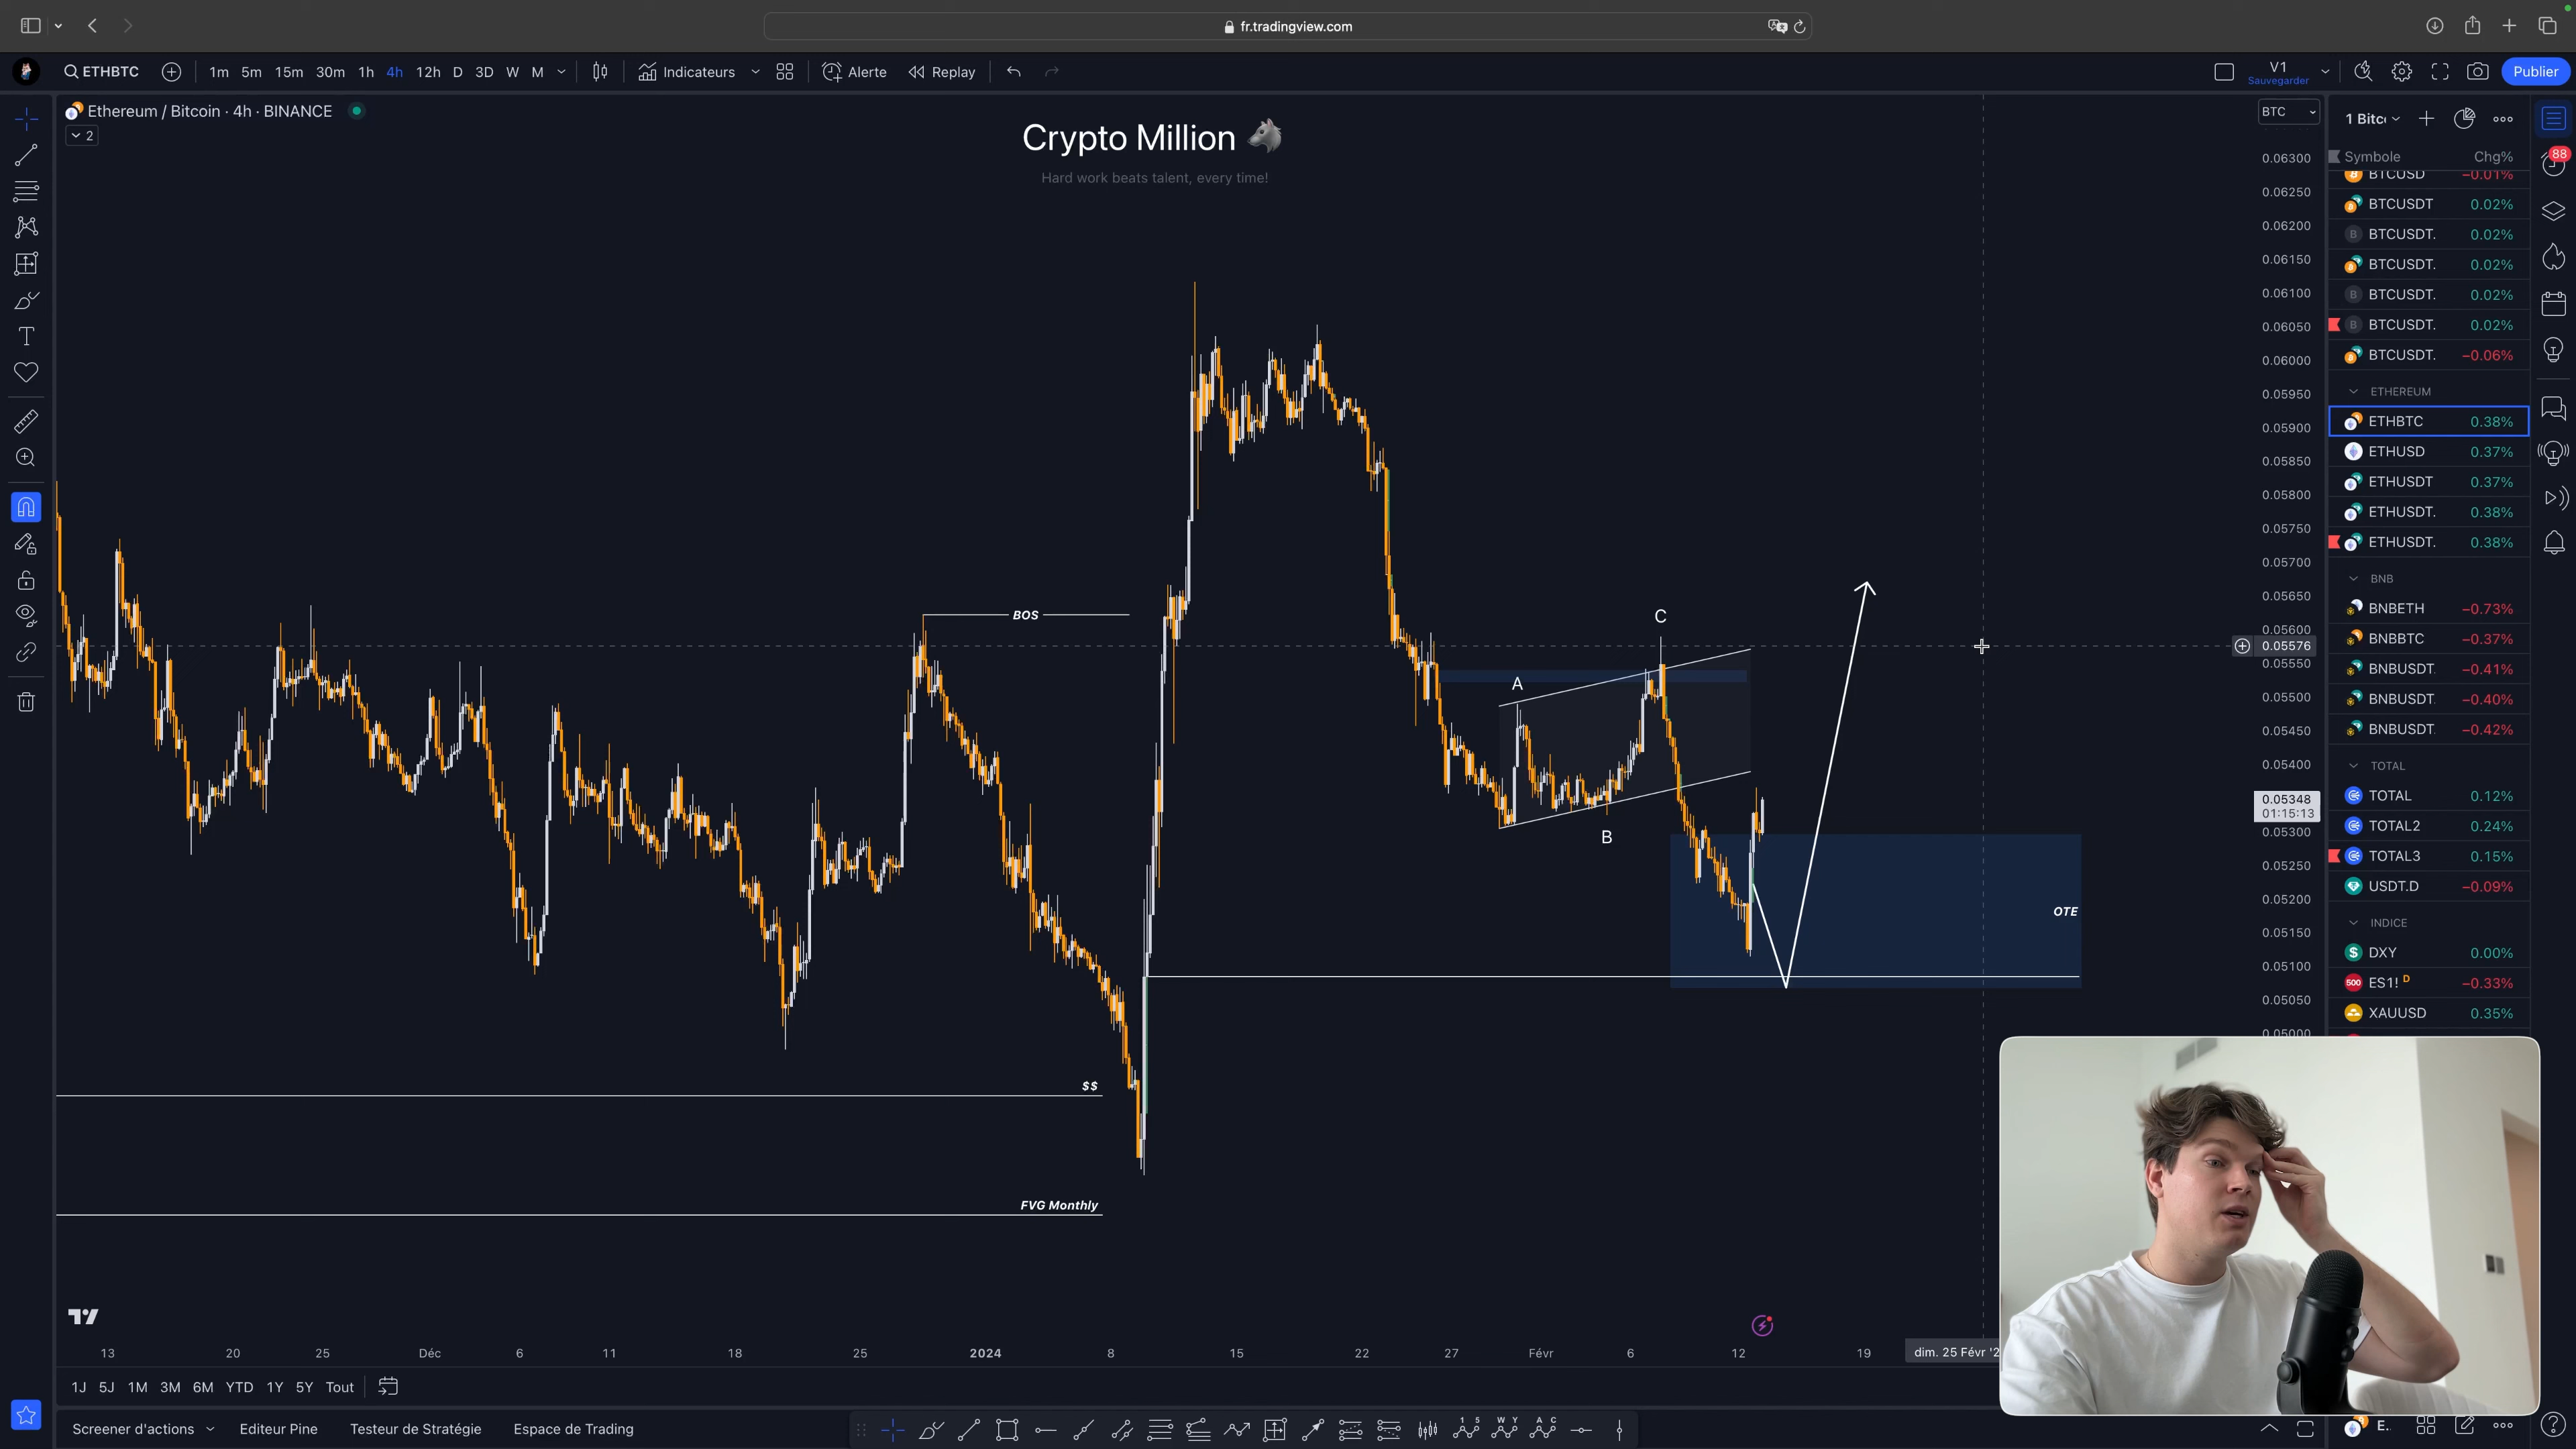 fr.tradingview.com
ETHBTC
1m 5m 15m 30m 1h 4h 12h D 3D W M
Indicateurs
Alerte
Replay
V1
Sauvegarder
Publier
Ethereum / Bitcoin · 4h · BINANCE
2
Crypto Million
Hard work beats talent, every time!
BTC
0.06300
0.06250
0.06200
0.06150
0.06100
0.06050
0.06000
0.05950
0.05900
0.05850
0.05800
0.05750
0.05700
0.05650
0.05600
0.05576
0.05550
0.05500
0.05450
0.05400
0.05348
01:15:13
0.05300
0.05250
0.05200
0.05150
0.05100
0.05050
0.05000
BOS
A
B
C
OTE
$$
FVG Monthly
13 20 25 Déc 6 11 18 25 2024 8 15 22 27 Févr 6 12 19
dim. 25 Févr '2
1J 5J 1M 3M 6M YTD 1Y 5Y Tout
Screener d'actions
Editeur Pine
Testeur de Stratégie
Espace de Trading
1 Bitc
88
Symbole Chg%
BTCUSD −0.01%
BTCUSDT 0.02%
BTCUSDT. 0.02%
BTCUSDT. 0.02%
BTCUSDT. 0.02%
BTCUSDT. 0.02%
BTCUSDT. −0.06%
ETHEREUM
ETHBTC 0.38%
ETHUSD 0.37%
ETHUSDT 0.37%
ETHUSDT. 0.38%
ETHUSDT. 0.38%
BNB
BNBETH −0.73%
BNBBTC −0.37%
BNBUSDT −0.41%
BNBUSDT. −0.40%
BNBUSDT −0.42%
TOTAL
TOTAL 0.12%
TOTAL2 0.24%
TOTAL3 0.15%
USDT.D −0.09%
INDICE
DXY 0.00%
500 ES1! D −0.33%
XAUUSD 0.35%
E.